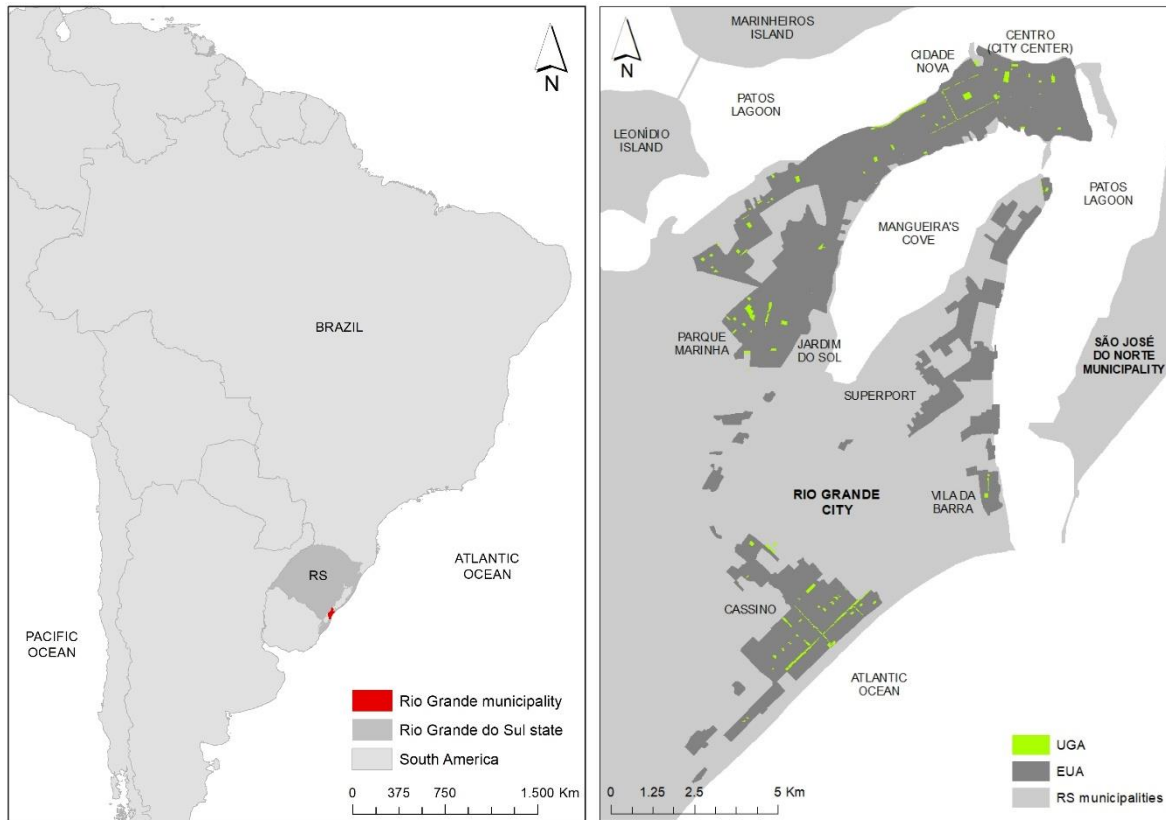 N
BRAZIL
RS
ATLANTIC
OCEAN
PACIFIC
OCEAN
Rio Grande municipality
Rio Grande do Sul state
South America
0 375 750 1.500 Km
MARINHEIROS
ISLAND
N
CENTRO
(CITY CENTER)
CIDADE
NOVA
PATOS
LAGOON
LEONÍDIO
ISLAND
PATOS
LAGOON
MANGUEIRA'S
COVE
PARQUE
MARINHA
JARDIM
DO SOL
SÃO JOSÉ
DO NORTE
MUNICIPALITY
SUPERPORT
RIO GRANDE
CITY
VILA DA
BARRA
CASSINO
ATLANTIC
OCEAN
UGA
EUA
RS municipalities
0 1.25 2.5 5 Km